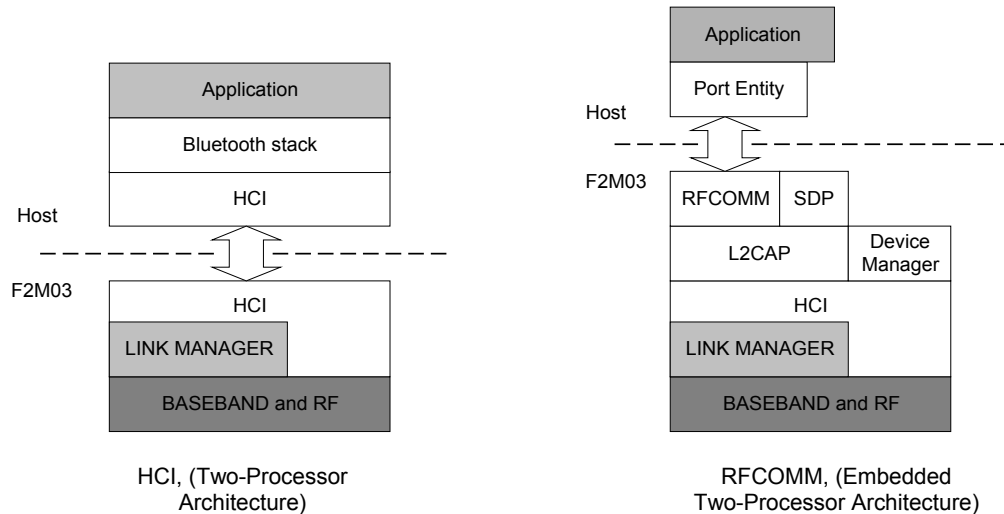 Application
Bluetooth stack
HCI
Host
F2M03
HCI
LINK MANAGER
BASEBAND and RF
HCI, (Two-Processor
Architecture)
Application
Port Entity
Host
F2M03
RFCOMM
SDP
L2CAP
Device
Manager
HCI
LINK MANAGER
BASEBAND and RF
RFCOMM, (Embedded
Two-Processor Architecture)